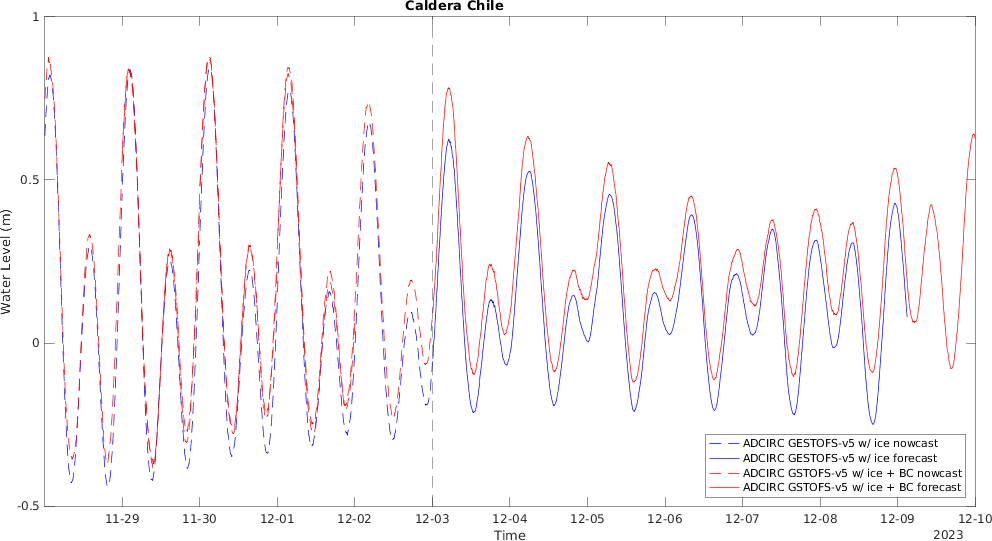 Caldera Chile
1
0.5
0
-0.5
Water Level (m)
11-29
11-30
12-01
12-02
12-03
12-04
12-05
12-06
12-07
12-08
12-09
12-10
Time
2023
ADCIRC GESTOFS-v5 w/ ice nowcast
ADCIRC GESTOFS-v5 w/ ice forecast
ADCIRC GSTOFS-v5 w/ ice + BC nowcast
ADCIRC GSTOFS-v5 w/ ice + BC forecast